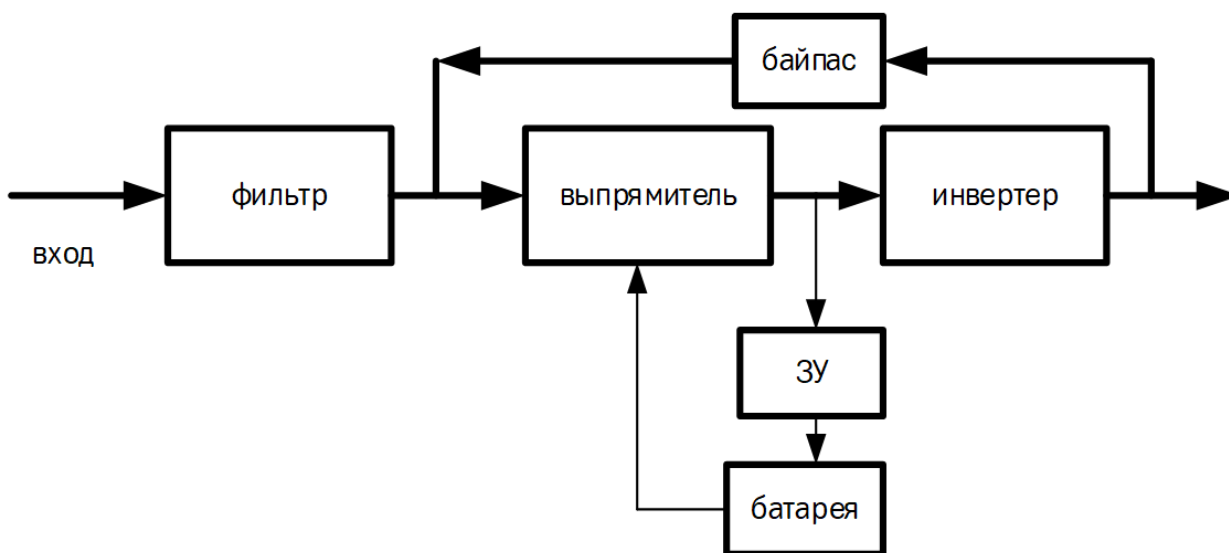 байпас
фильтр
выпрямитель
инвертер
вход
ЗУ
батарея